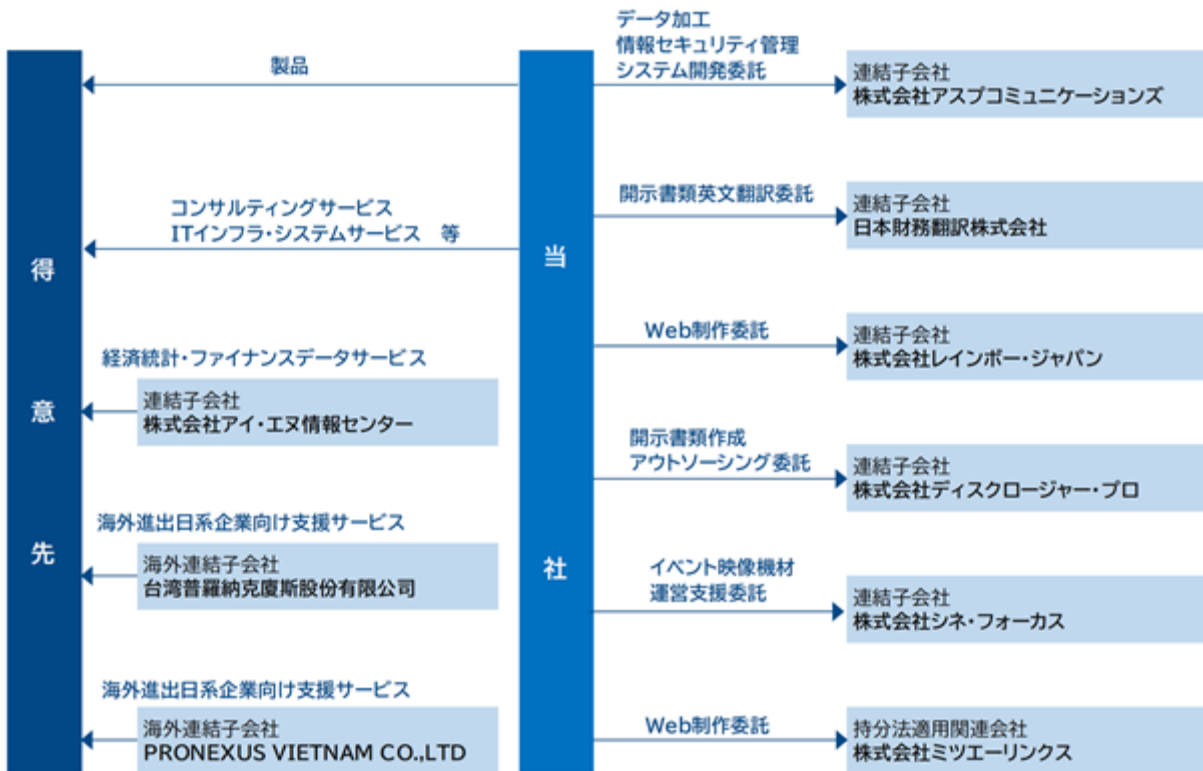 得意先
製品
コンサルティングサービス
ITインフラ・システムサービス　等
経済統計・ファイナンスデータサービス
連結子会社
株式会社アイ・エヌ情報センター
海外進出日系企業向け支援サービス
海外連結子会社
台湾普羅納克廈斯股份有限公司
海外進出日系企業向け支援サービス
海外連結子会社
PRONEXUS VIETNAM CO.,LTD
当社
データ加工
情報セキュリティ管理
システム開発委託
連結子会社
株式会社アスプコミュニケーションズ
開示書類英文翻訳委託
連結子会社
日本財務翻訳株式会社
Web制作委託
連結子会社
株式会社レインボー・ジャパン
開示書類作成
アウトソーシング委託
連結子会社
株式会社ディスクロージャー・プロ
イベント映像機材
運営支援委託
連結子会社
株式会社シネ・フォーカス
Web制作委託
持分法適用関連会社
株式会社ミツエーリンクス